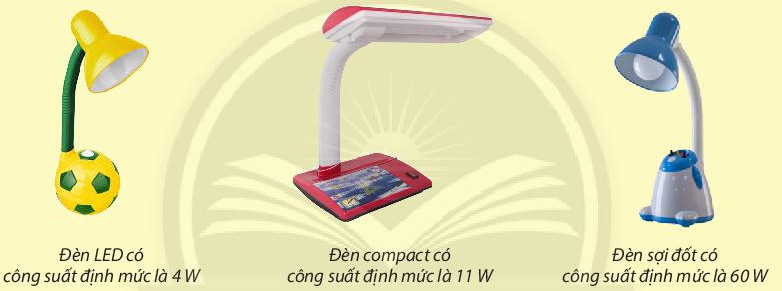 Đèn LED có
công suất định mức là 4 W
Đèn compact có
công suất định mức là 11 W
Đèn sợi đốt có
công suất định mức là 60 W